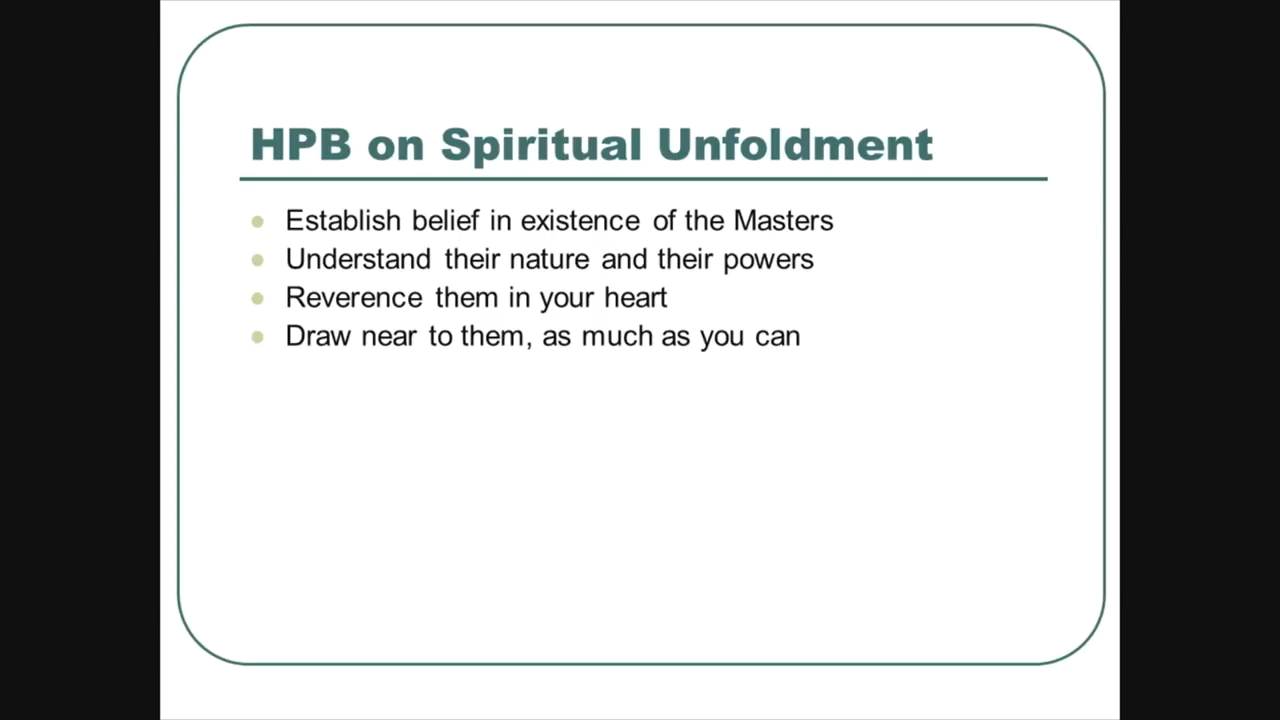 HPB on Spiritual Unfoldment
Establish belief in existence of the Masters
Understand their nature and their powers
Reverence them in your heart
Draw near to them, as much as you can